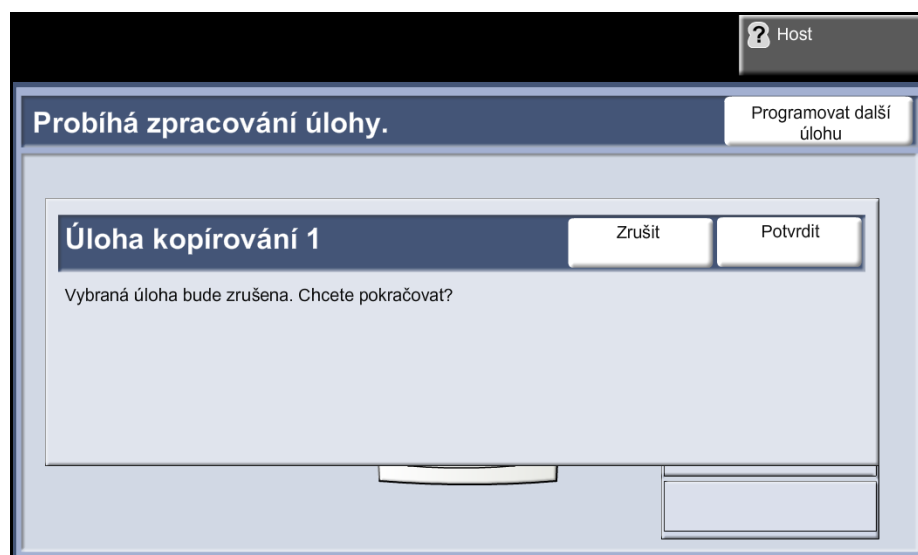 Host
Probíhá zpracování úlohy.
Programovat další
úlohu
Úloha kopírování 1
Zrušit
Potvrdit
Vybraná úloha bude zrušena. Chcete pokračovat?